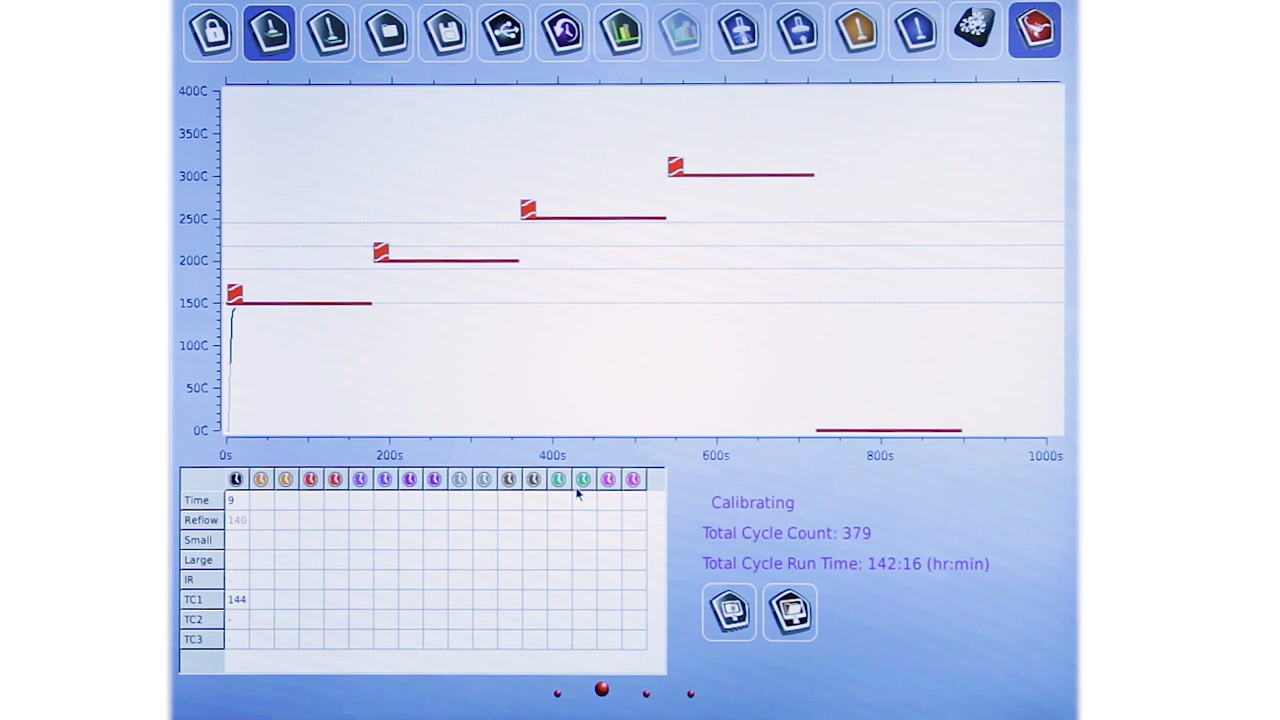 400C
350C
300C
250C
200C
150C
100C
50C
0C
0s 200s 400s 600s 800s 1000s
Time 9
Reflow 140
Small
Large -
IR -
TC1 144
TC2 -
TC3 -
Calibrating
Total Cycle Count: 379
Total Cycle Run Time: 142:16 (hr:min)